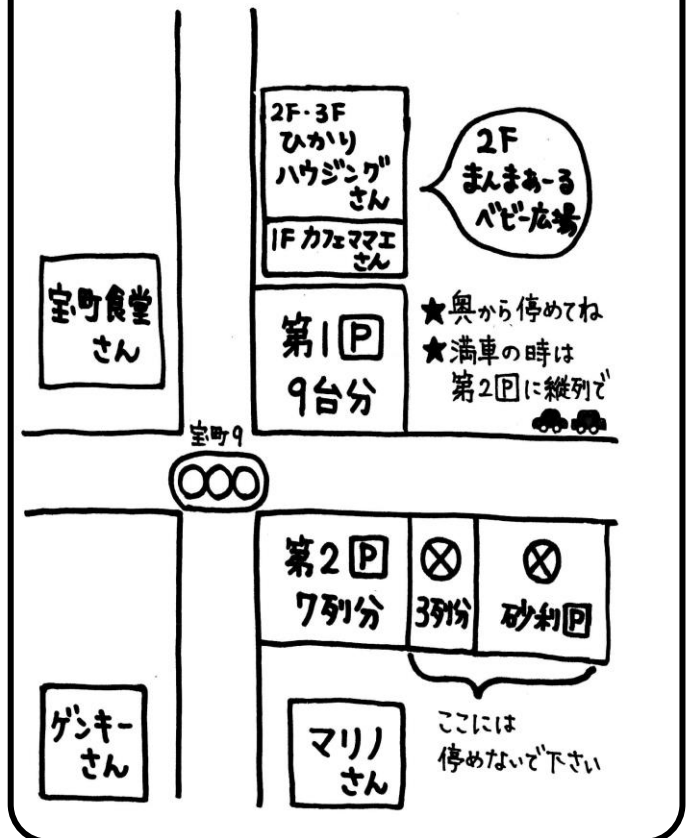 2F・3F
ひかり
ハウジング
さん
1F カフェママエ
さん
2F
まんまあーる
ベビー広場
宝町食堂
さん
第1 P
9台分
★奥から停めてね
★満車の時は
第2Pに縦列で
宝町9
第2 P
7列分
3列分
砂利P
ゲンキー
さん
マリノ
さん
ここには
停めないで下さい